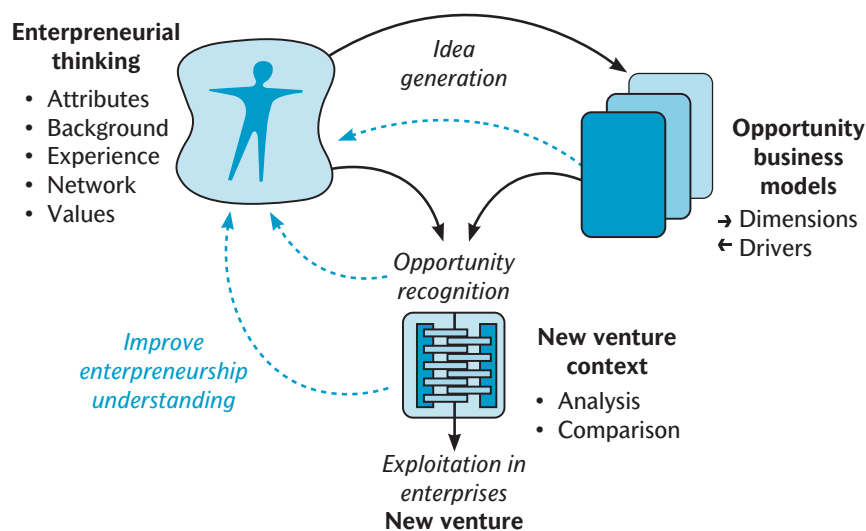 Enterpreneurial
thinking
• Attributes
• Background
• Experience
• Network
• Values
Idea
generation
Opportunity
business
models
→ Dimensions
← Drivers
Opportunity
recognition
Improve
enterpreneurship
understanding
New venture
context
• Analysis
• Comparison
Exploitation in
enterprises
New venture